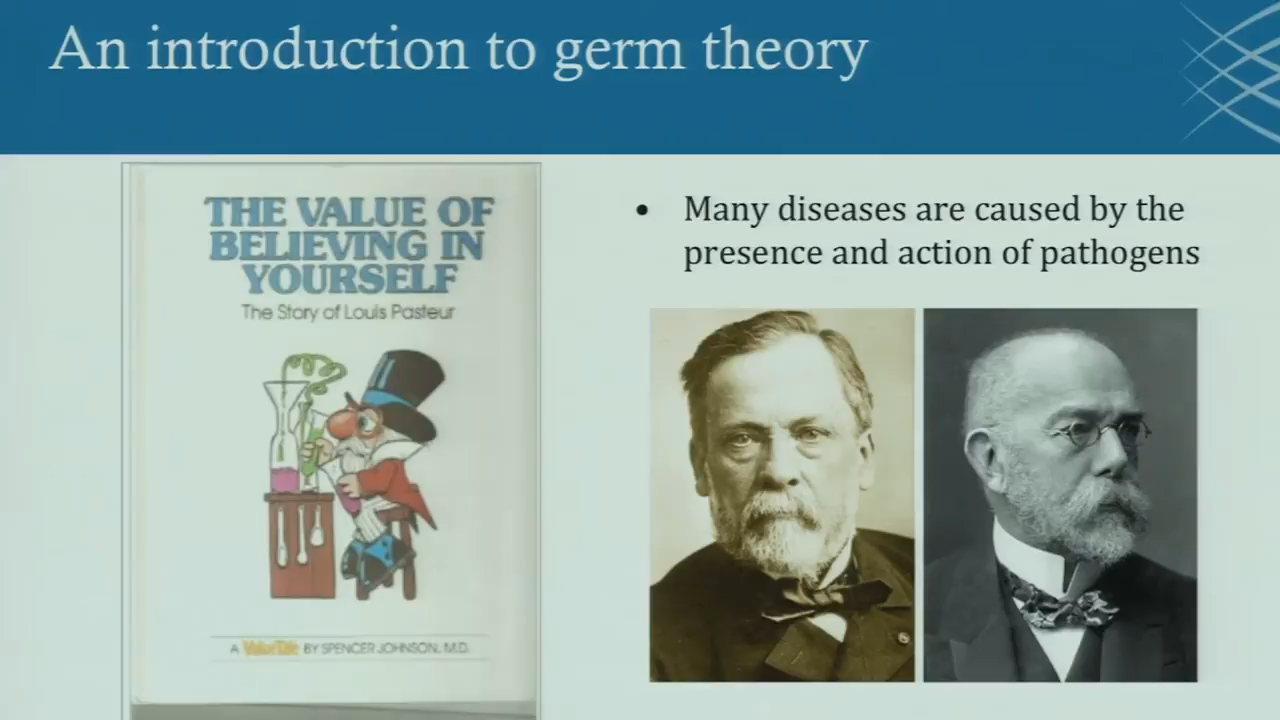 An introduction to germ theory
THE VALUE OF
BELIEVING IN
YOURSELF
The Story of Louis Pasteur
A ValueTale BY SPENCER JOHNSON, M.D.
• Many diseases are caused by the
presence and action of pathogens